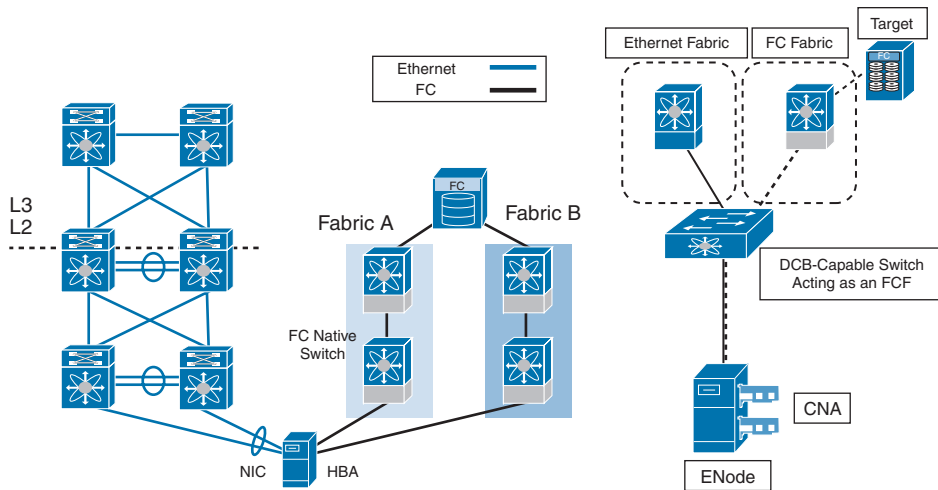 Ethernet
FC
L3
L2
Fabric A
FC
Fabric B
FC Native
Switch
NIC
HBA
Ethernet Fabric
FC Fabric
Target
FC
DCB-Capable Switch
Acting as an FCF
CNA
ENode